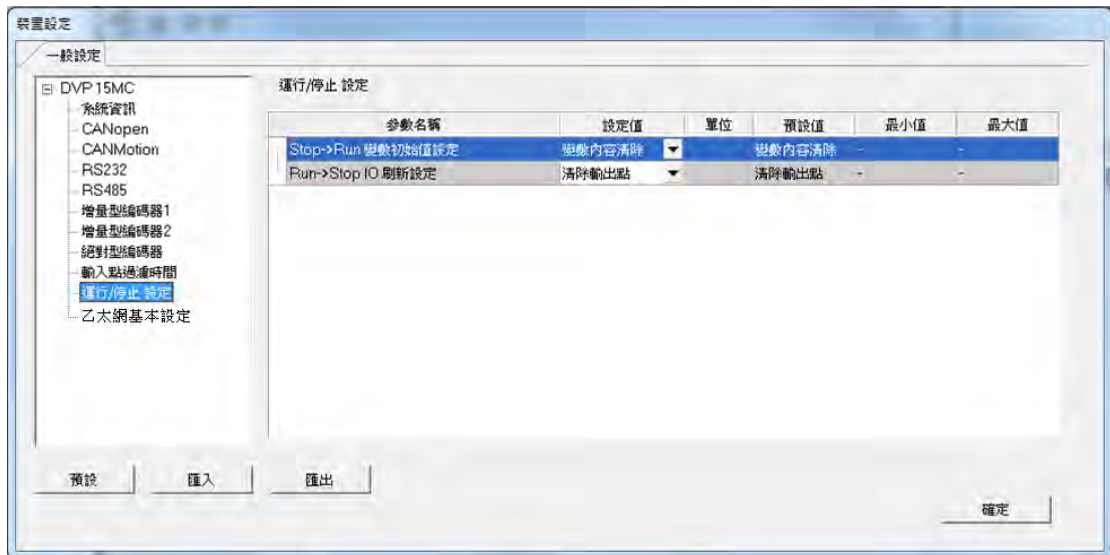 裝置設定
一般設定
DVP 15MC
系統資訊
CANopen
CANMotion
RS232
RS485
增量型編碼器1
增量型編碼器2
絕對型編碼器
輸入點過濾時間
運行/停止 設定
乙太網基本設定
運行/停止 設定
參數名稱 設定值 單位 預設值 最小值 最大值
Stop->Run 變數初始值設定 變數內容清除 變數內容清除 - -
Run->Stop IO 刷新設定 清除輸出點 清除輸出點 - -
預設 匯入 匯出
確定